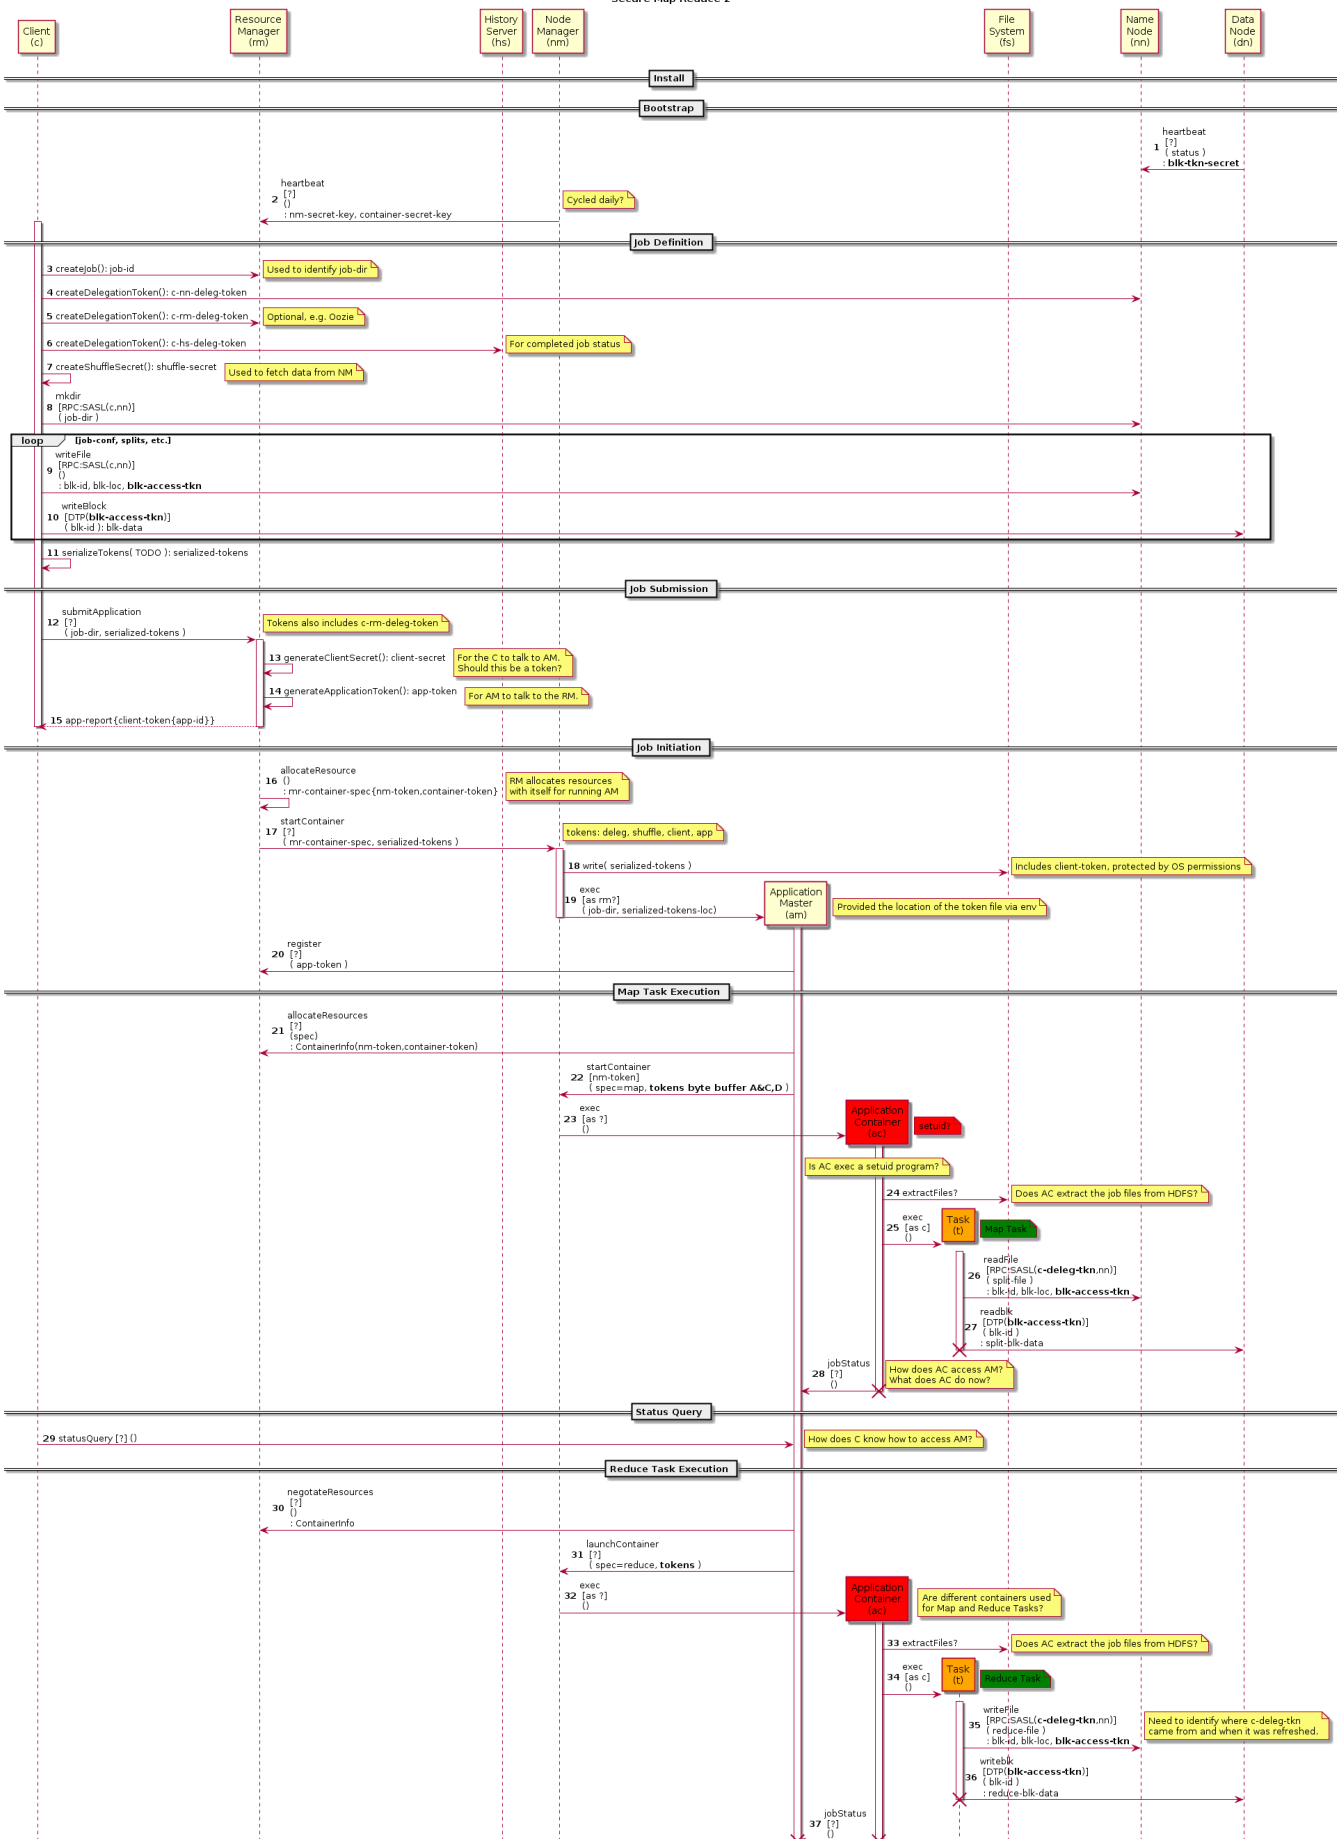 Secure Map Reduce 2
Client
(c)
Resource
Manager
(rm)
History
Server
(hs)
Node
Manager
(nm)
File
System
(fs)
Name
Node
(nn)
Data
Node
(dn)
Install
Bootstrap
heartbeat
1 [?]
( status )
: blk-tkn-secret
heartbeat
2 [?]
()
: nm-secret-key, container-secret-key
Cycled daily?
Job Definition
3 createJob(): job-id
Used to identify job-dir
4 createDelegationToken(): c-nn-deleg-token
5 createDelegationToken(): c-rm-deleg-token
Optional, e.g. Oozie
6 createDelegationToken(): c-hs-deleg-token
For completed job status
7 createShuffleSecret(): shuffle-secret
Used to fetch data from NM
mkdir
8 [RPC:SASL(c,nn)]
( job-dir )
loop [job-conf, splits, etc.]
writeFile
9 [RPC:SASL(c,nn)]
()
: blk-id, blk-loc, blk-access-tkn
writeBlock
10 [DTP(blk-access-tkn)]
( blk-id ): blk-data
11 serializeTokens( TODO ): serialized-tokens
Job Submission
submitApplication
12 [?]
( job-dir, serialized-tokens )
Tokens also includes c-rm-deleg-token
13 generateClientSecret(): client-secret
For the C to talk to AM.
Should this be a token?
14 generateApplicationToken(): app-token
For AM to talk to the RM.
15 app-report{client-token{app-id}}
Job Initiation
allocateResource
16 ()
: mr-container-spec{nm-token,container-token}
RM allocates resources
with itself for running AM
startContainer
17 [?]
( mr-container-spec, serialized-tokens )
tokens: deleg, shuffle, client, app
18 write( serialized-tokens )
Includes client-token, protected by OS permissions
exec
19 [as rm?]
( job-dir, serialized-tokens-loc)
Application
Master
(am)
Provided the location of the token file via env
register
20 [?]
( app-token )
Map Task Execution
allocateResources
21 [?]
(spec)
: ContainerInfo(nm-token,container-token)
startContainer
22 [nm-token]
( spec=map, tokens byte buffer A&C,D )
exec
23 [as ?]
()
Application
Container
(ac)
setuid?
Is AC exec a setuid program?
24 extractFiles?
Does AC extract the job files from HDFS?
exec
25 [as c]
()
Task
(t)
Map Task
readFile
26 [RPC:SASL(c-deleg-tkn,nn)]
( split-file )
: blk-id, blk-loc, blk-access-tkn
readblk
27 [DTP(blk-access-tkn)]
( blk-id )
: split-blk-data
jobStatus
28 [?]
()
How does AC access AM?
What does AC do now?
Status Query
29 statusQuery [?] ()
How does C know how to access AM?
Reduce Task Execution
negotateResources
30 [?]
()
: ContainerInfo
launchContainer
31 [?]
( spec=reduce, tokens )
exec
32 [as ?]
()
Application
Container
(ac)
Are different containers used
for Map and Reduce Tasks?
33 extractFiles?
Does AC extract the job files from HDFS?
exec
34 [as c]
()
Task
(t)
Reduce Task
writeFile
35 [RPC:SASL(c-deleg-tkn,nn)]
( reduce-file )
: blk-id, blk-loc, blk-access-tkn
Need to identify where c-deleg-tkn
came from and when it was refreshed.
writeblk
36 [DTP(blk-access-tkn)]
( blk-id )
: reduce-blk-data
jobStatus
37 [?]
()